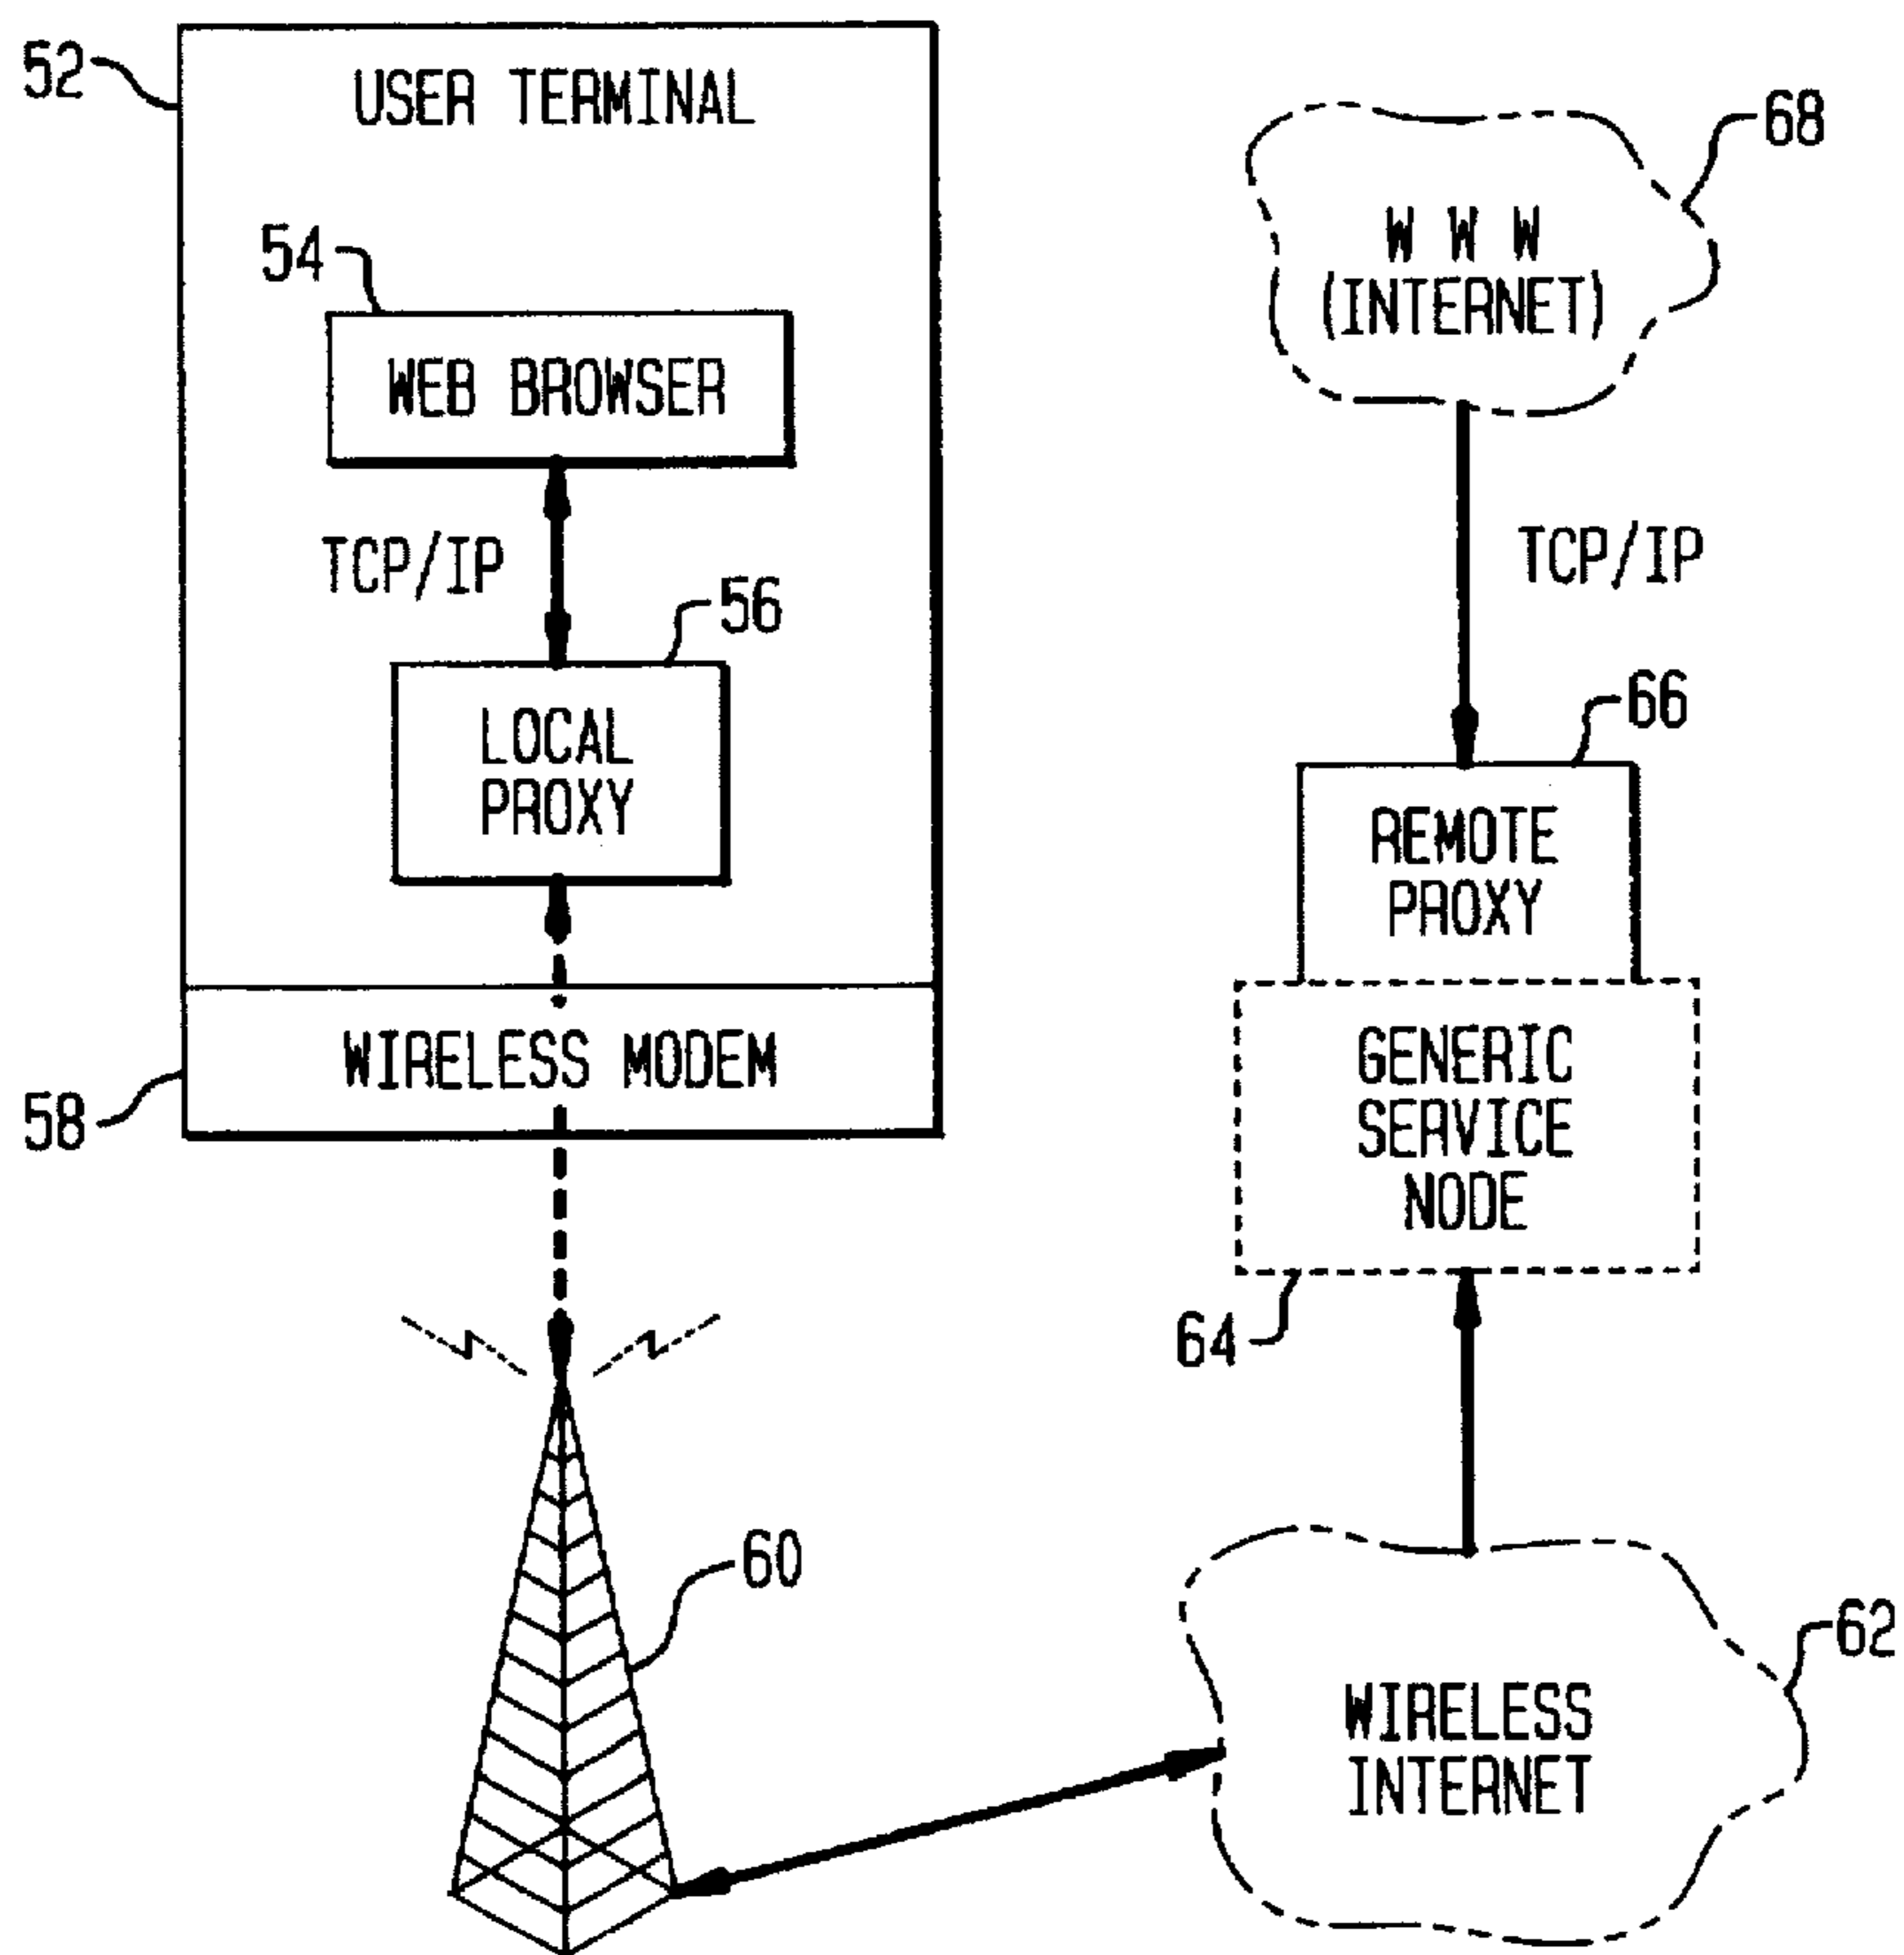 52
USER TERMINAL
54
WEB BROWSER
TCP/IP
56
LOCAL
PROXY
WIRELESS MODEM
58
60
68
W W W
(INTERNET)
TCP/IP
66
REMOTE
PROXY
GENERIC
SERVICE
NODE
64
62
WIRELESS
INTERNET